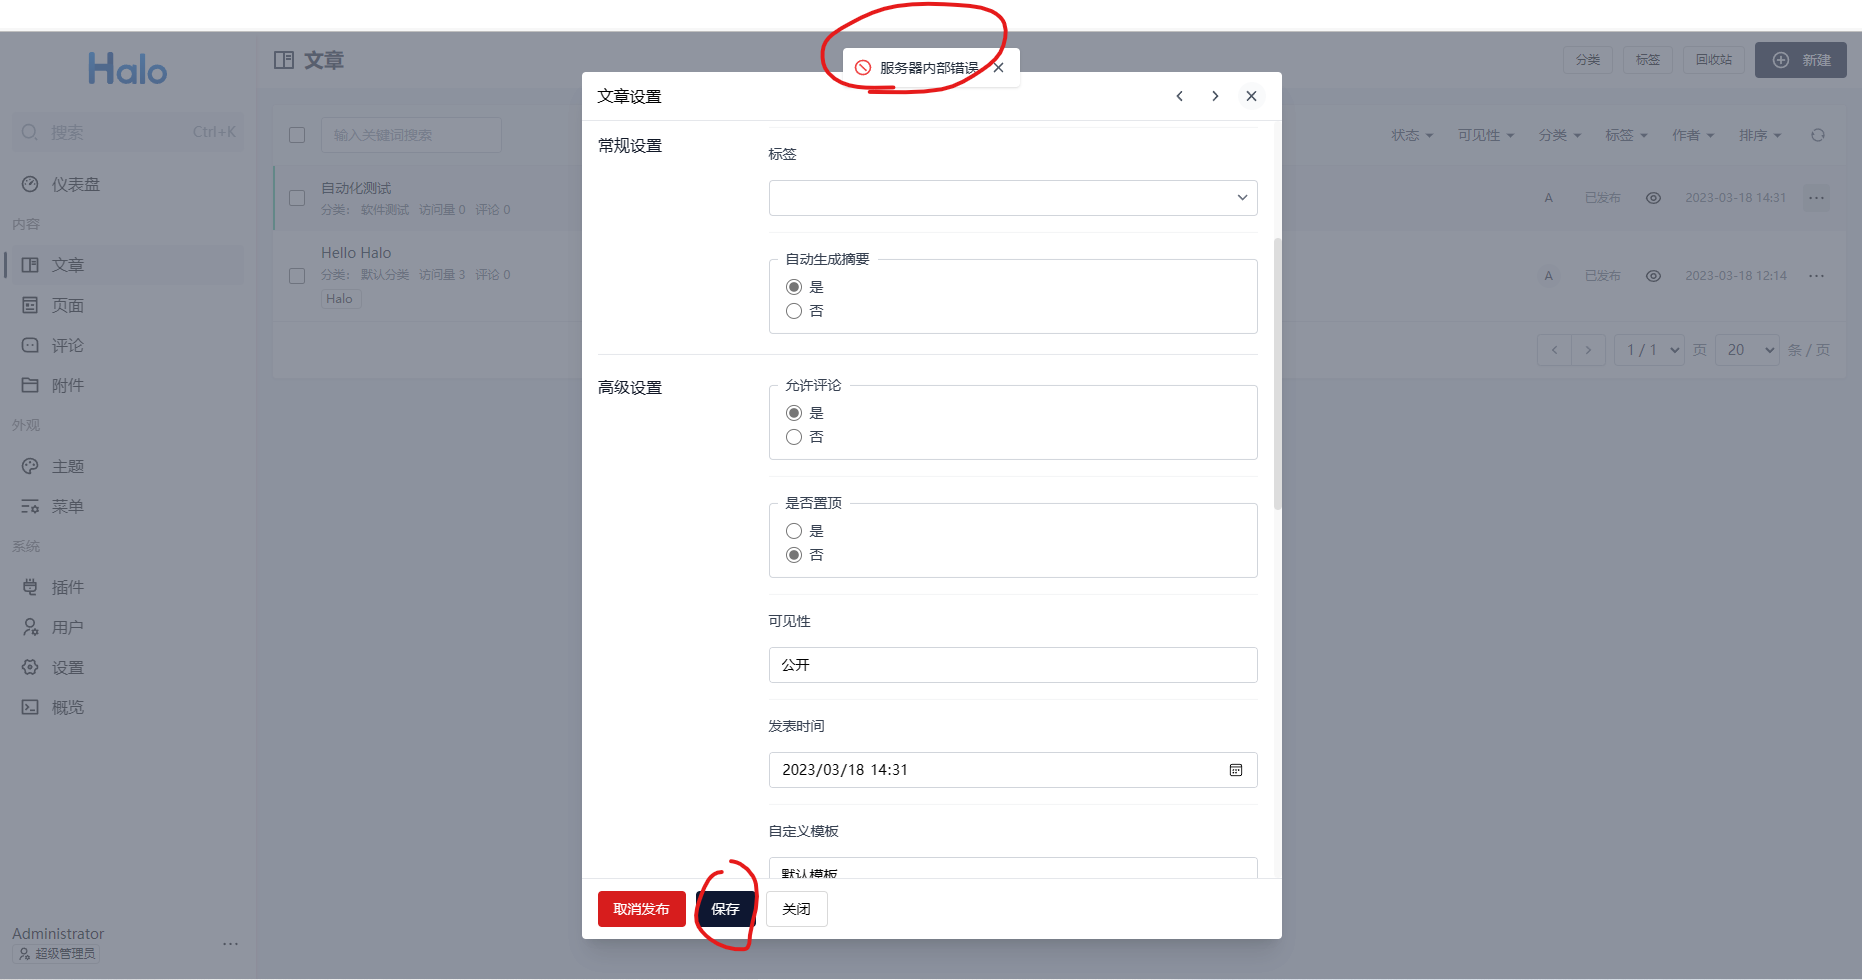 Halo
搜索 Ctrl+K
仪表盘
内容
文章
页面
评论
附件
外观
主题
菜单
系统
插件
用户
设置
概览
Administrator
超级管理员
文章
分类 标签 回收站 新建
输入关键词搜索
状态 可见性 分类 标签 作者 排序
自动化测试
分类： 软件测试 访问量 0 评论 0
A 已发布 2023-03-18 14:31
Hello Halo
分类： 默认分类 访问量 3 评论 0
Halo
A 已发布 2023-03-18 12:14
1 / 1 页 20 条 / 页
服务器内部错误
文章设置
常规设置
标签
自动生成摘要
是
否
高级设置
允许评论
是
否
是否置顶
是
否
可见性
公开
发表时间
2023/03/18 14:31
自定义模板
默认模板
取消发布 保存 关闭